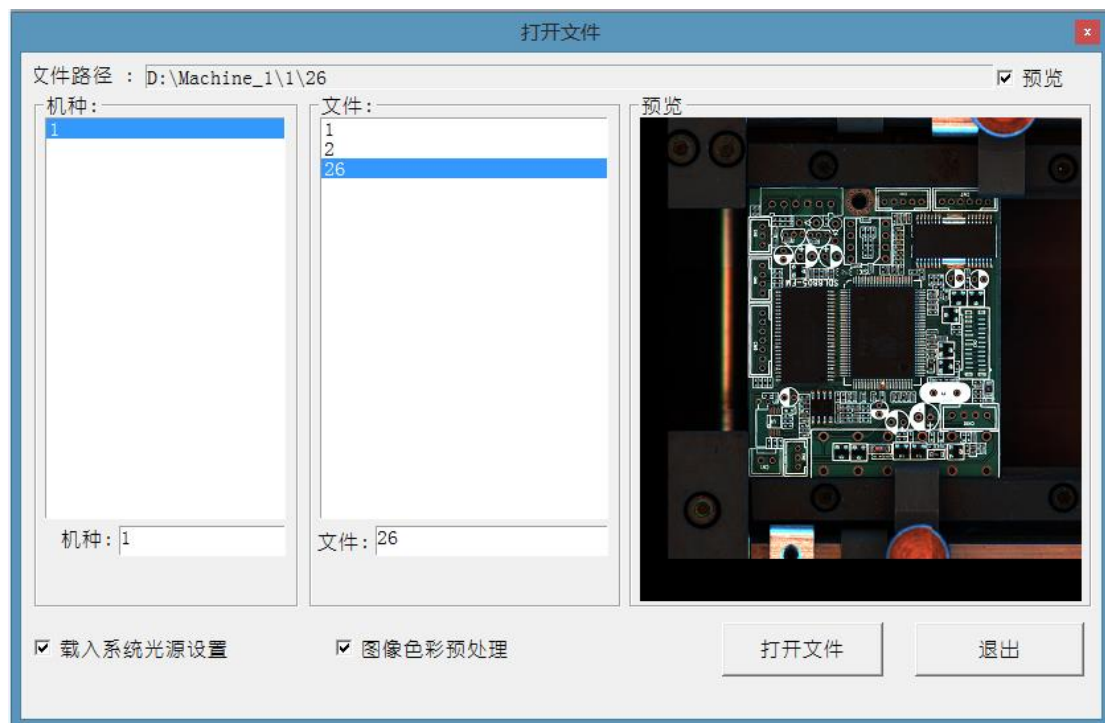 打开文件
x
文件路径 : D:\Machine_1\1\26
预览
机种:
文件:
预览
1
1
2
26
机种: 1
文件: 26
SDL8805-FM
载入系统光源设置
图像色彩预处理
打开文件
退出